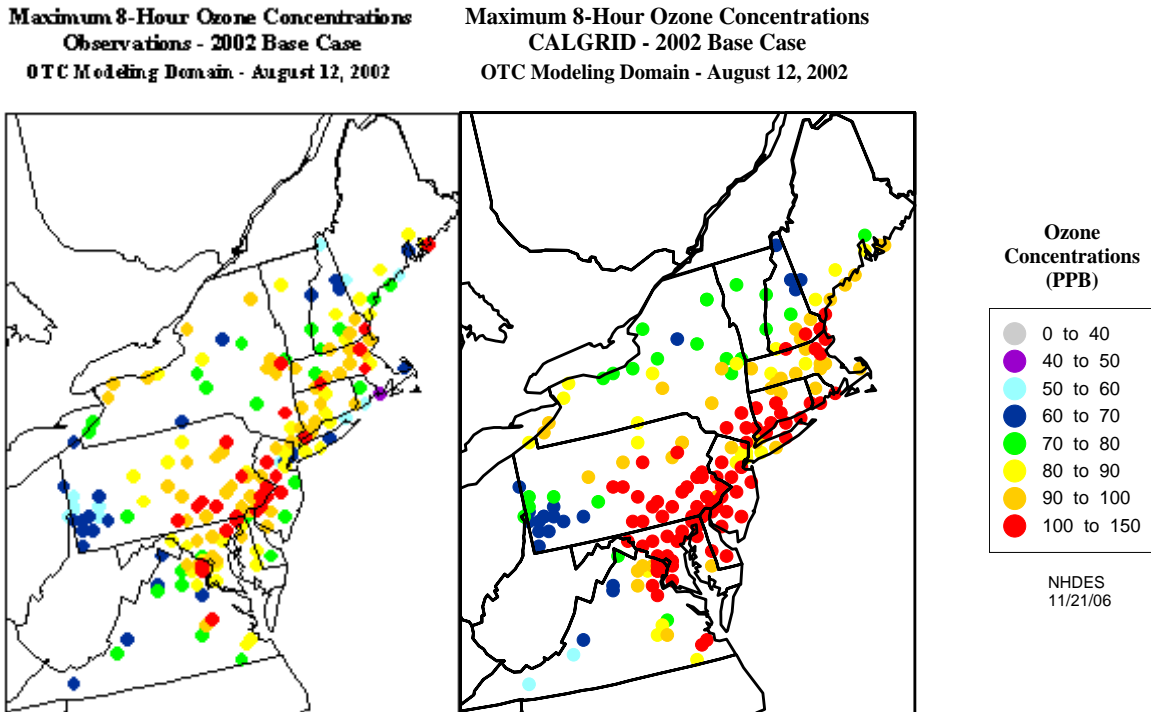 Maximum 8-Hour Ozone Concentrations
Observations - 2002 Base Case
OTC Modeling Domain - August 12, 2002
Maximum 8-Hour Ozone Concentrations
CALGRID - 2002 Base Case
OTC Modeling Domain - August 12, 2002
Ozone
Concentrations
(PPB)
0 to 40
40 to 50
50 to 60
60 to 70
70 to 80
80 to 90
90 to 100
100 to 150
NHDES
11/21/06